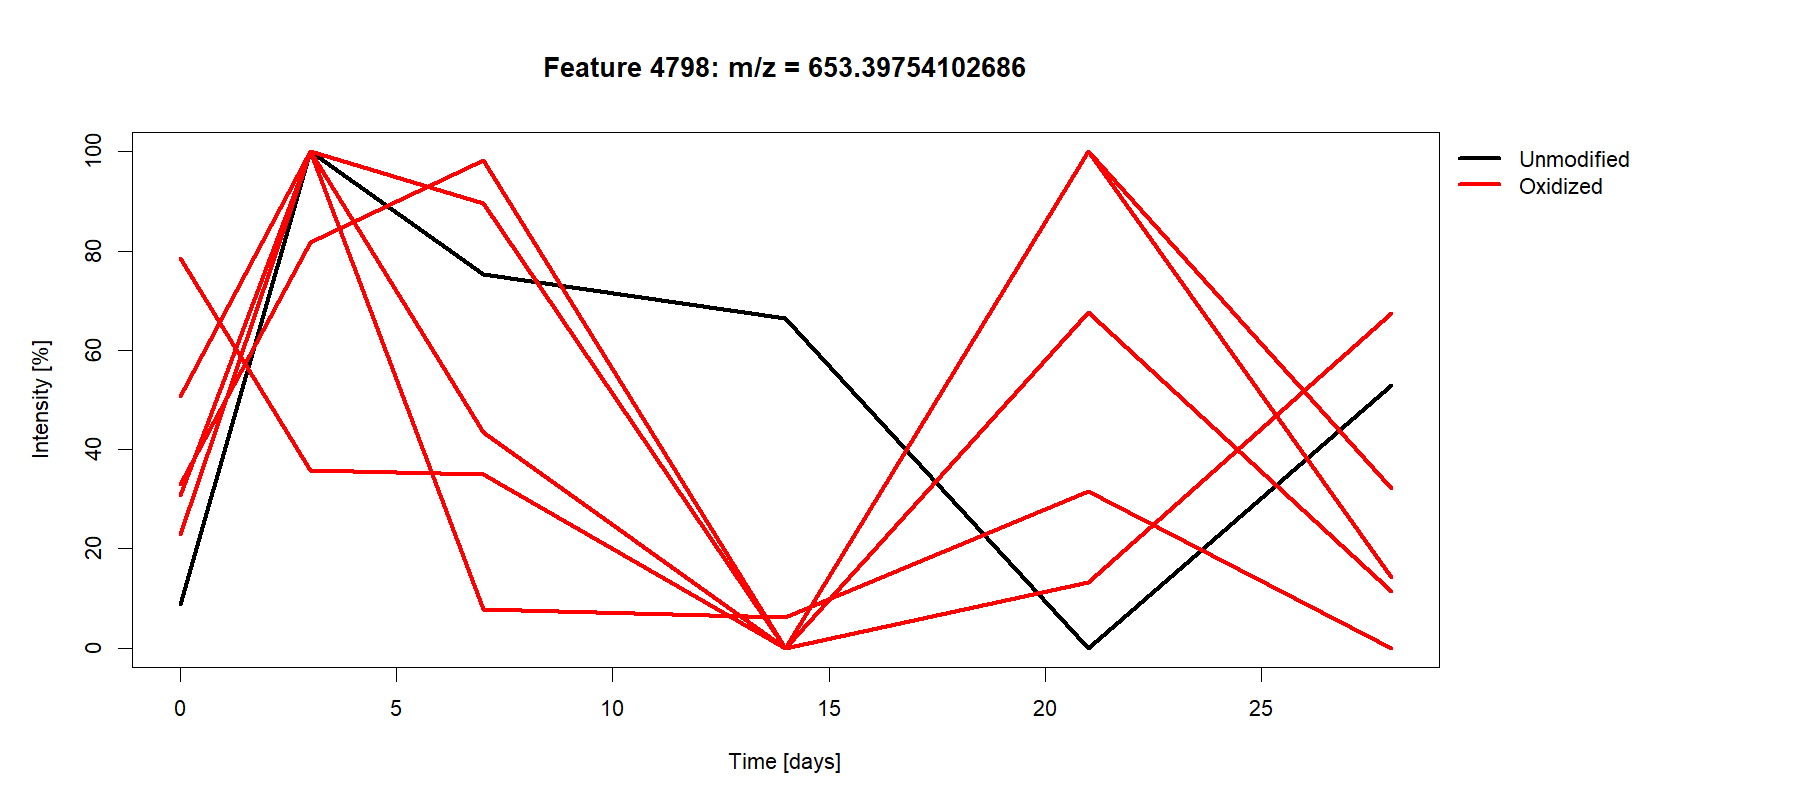 Feature 4798: m/z = 653.39754102686
Unmodified
Oxidized
Intensity [%]
100
80
60
40
20
0
0 5 10 15 20 25
Time [days]